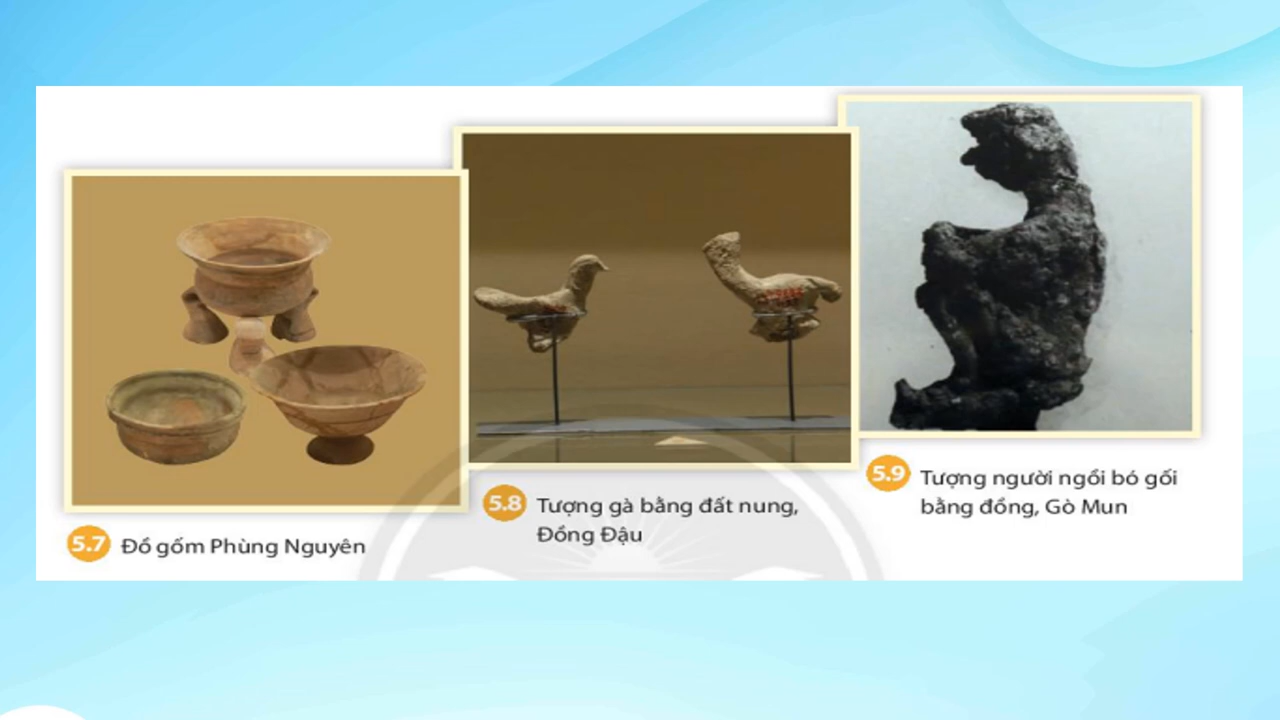 5.7 Đồ gốm Phùng Nguyên
5.8 Tượng gà bằng đất nung,
Đồng Đậu
5.9 Tượng người ngồi bó gối
bằng đồng, Gò Mun